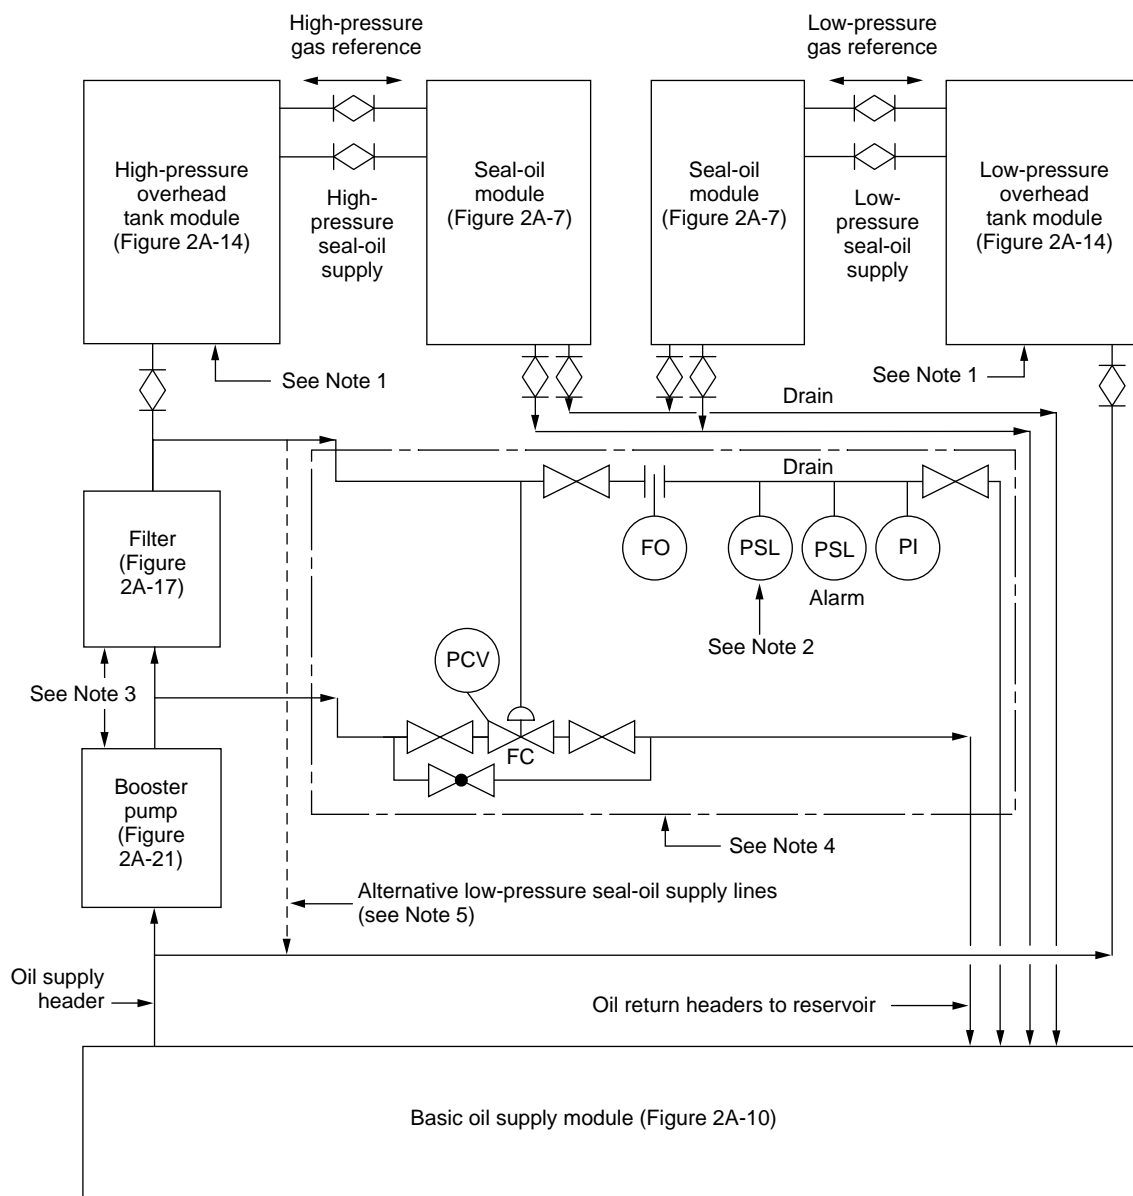 High-pressure
gas reference
Low-pressure
gas reference
High-pressure
overhead
tank module
(Figure 2A-14)
High-
pressure
seal-oil
supply
Seal-oil
module
(Figure 2A-7)
Seal-oil
module
(Figure 2A-7)
Low-
pressure
seal-oil
supply
Low-pressure
overhead
tank module
(Figure 2A-14)
See Note 1
See Note 1
Drain
Drain
Filter
(Figure
2A-17)
FO
PSL
PSL
PI
Alarm
See Note 2
PCV
See Note 3
FC
Booster
pump
(Figure
2A-21)
See Note 4
Alternative low-pressure seal-oil supply lines
(see Note 5)
Oil supply
header
Oil return headers to reservoir
Basic oil supply module (Figure 2A-10)